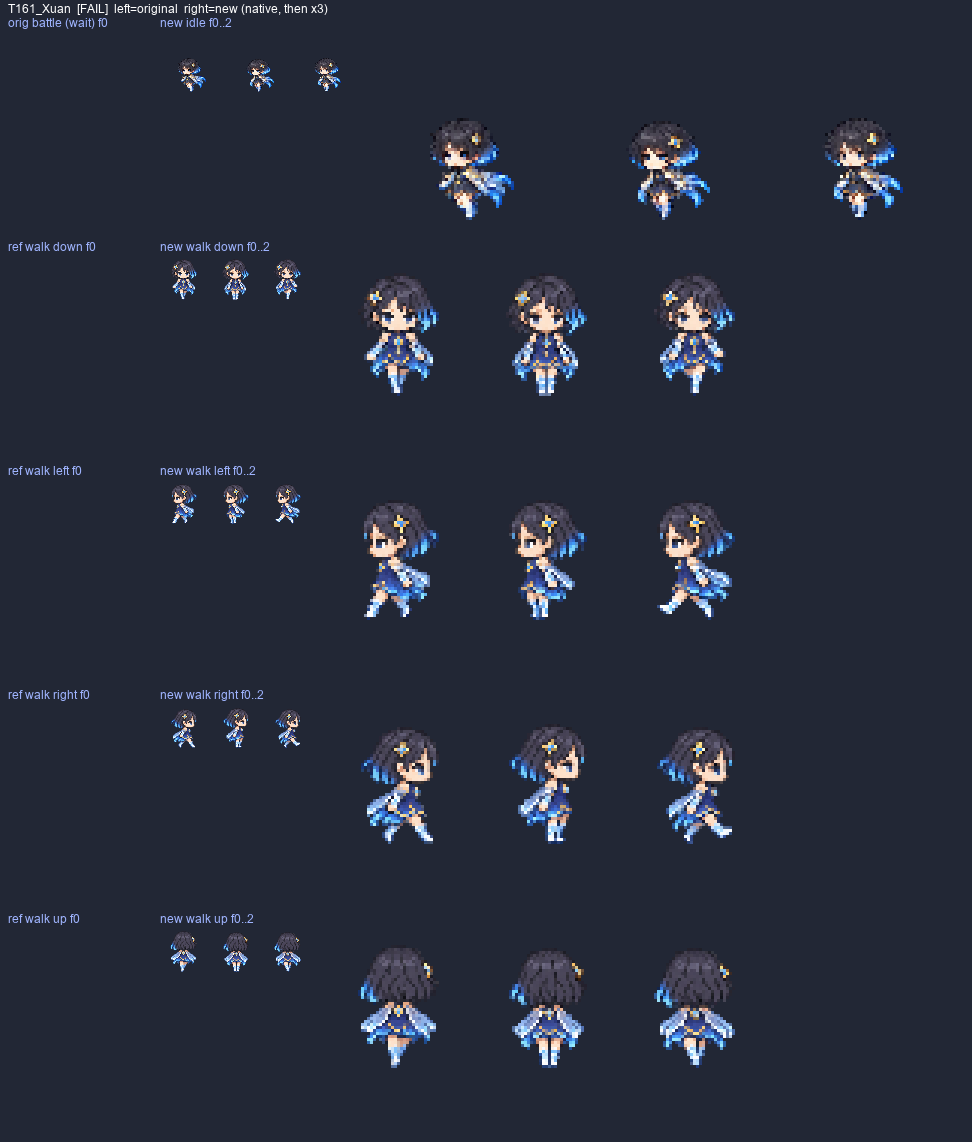 T161_Xuan [FAIL] left=original right=new (native, then x3)
orig battle (wait) f0 new idle f0..2
ref walk down f0 new walk down f0..2
ref walk left f0 new walk left f0..2
ref walk right f0 new walk right f0..2
ref walk up f0 new walk up f0..2